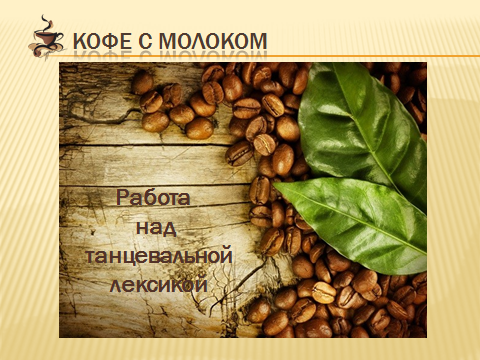 КОФЕ С МОЛОКОМ
Работа
над
танцевальной
лексикой